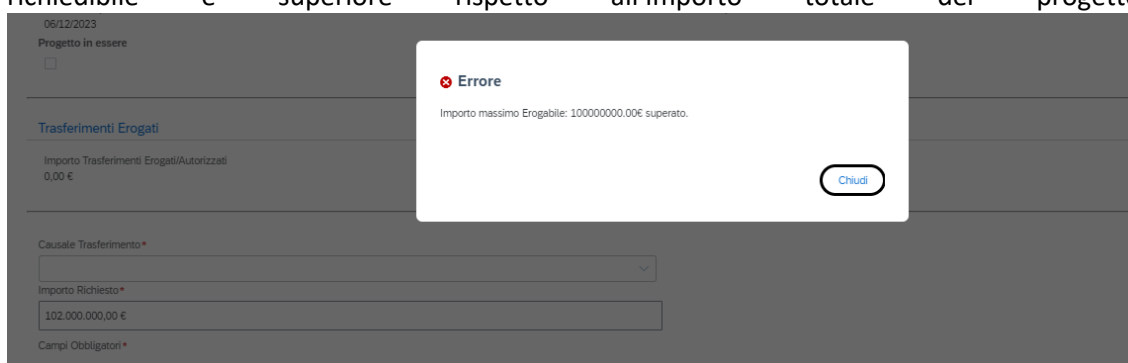 richiedibile è superiore rispetto all'importo totale del progetto
06/12/2023
Progetto in essere
Errore
Importo massimo Erogabile: 100000000.00€ superato.
Chiudi
Trasferimenti Erogati
Importo Trasferimenti Erogati/Autorizzati
0,00 €
Causale Trasferimento*
Importo Richiesto*
102.000.000,00 €
Campi Obbligatori*